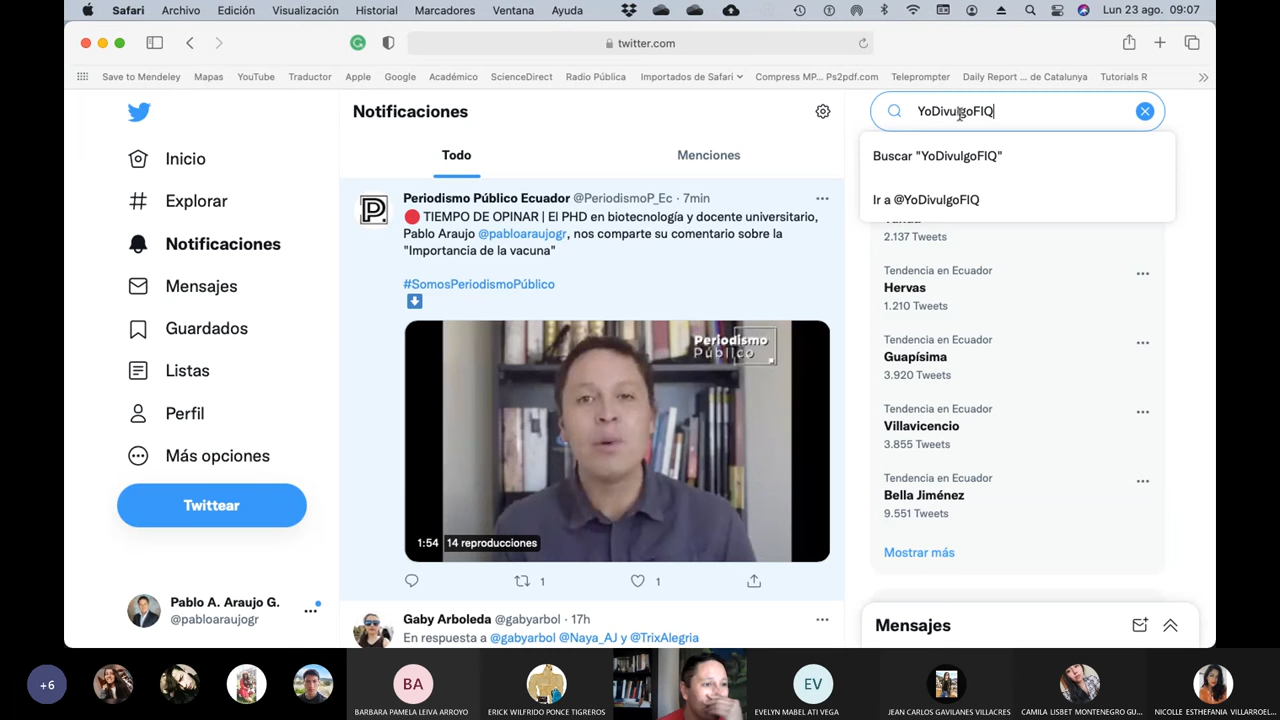 Safari Archivo Edición Visualización Historial Marcadores Ventana Ayuda Lun 23 ago. 09:07
twitter.com
Save to Mendeley Mapas YouTube Traductor Apple Google Académico ScienceDirect Radio Pública Importados de Safari Compress MP... Ps2pdf.com Teleprompter Daily Report ... de Catalunya Tutorials R
Inicio
Explorar
Notificaciones
Mensajes
Guardados
Listas
Perfil
Más opciones
Twittear
Pablo A. Araujo G.
@pabloaraujogr
Notificaciones
Todo Menciones
Periodismo Público Ecuador @PeriodismoP_Ec · 7min
TIEMPO DE OPINAR | El PHD en biotecnología y docente universitario,
Pablo Araujo @pabloaraujogr, nos comparte su comentario sobre la
"Importancia de la vacuna"
#SomosPeriodismoPúblico
Periodismo
Público
1:54 14 reproducciones
1 1
Gaby Arboleda @gabyarbol · 17h
En respuesta a @gabyarbol @Naya_AJ y @TrixAlegria
YoDivulgoFIQ
Buscar "YoDivulgoFIQ"
Ir a @YoDivulgoFIQ
2.137 Tweets
Tendencia en Ecuador
Hervas
1.210 Tweets
Tendencia en Ecuador
Guapísima
3.920 Tweets
Tendencia en Ecuador
Villavicencio
3.855 Tweets
Tendencia en Ecuador
Bella Jiménez
9.551 Tweets
Mostrar más
Mensajes
+6 BA EV
BARBARA PAMELA LEIVA ARROYO ERICK WILFRIDO PONCE TIGREROS EVELYN MABEL ATI VEGA JEAN CARLOS GAVILANES VILLACRES CAMILA LISBET MONTENEGRO GU... NICOLLE ESTHEFANIA VILLARROEL...